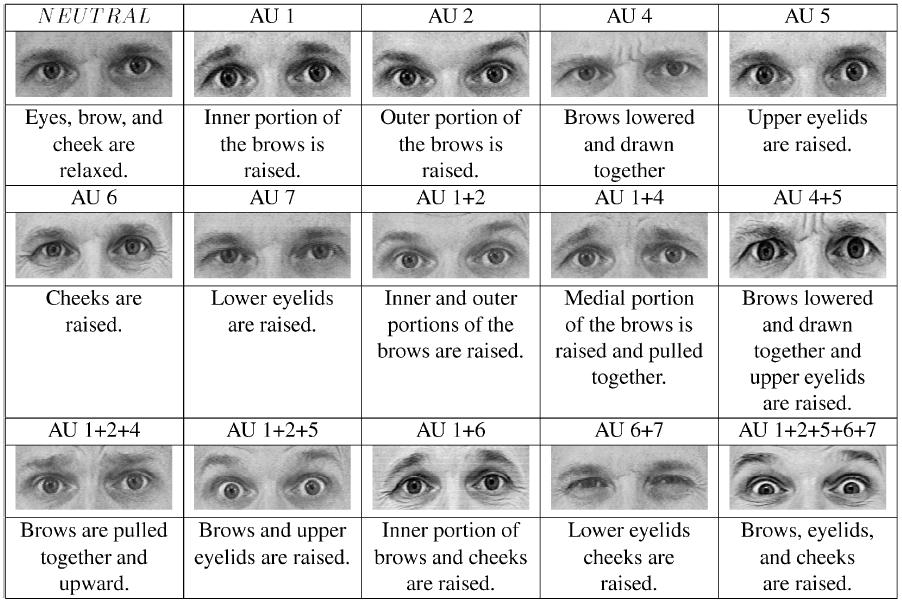 NEUTRAL AU 1 AU 2 AU 4 AU 5
Eyes, brow, and
cheek are
relaxed.
Inner portion of
the brows is
raised.
Outer portion of
the brows is
raised.
Brows lowered
and drawn
together
Upper eyelids
are raised.
AU 6 AU 7 AU 1+2 AU 1+4 AU 4+5
Cheeks are
raised.
Lower eyelids
are raised.
Inner and outer
portions of the
brows are raised.
Medial portion
of the brows is
raised and pulled
together.
Brows lowered
and drawn
together and
upper eyelids
are raised.
AU 1+2+4 AU 1+2+5 AU 1+6 AU 6+7 AU 1+2+5+6+7
Brows are pulled
together and
upward.
Brows and upper
eyelids are raised.
Inner portion of
brows and cheeks
are raised.
Lower eyelids
cheeks are
raised.
Brows, eyelids,
and cheeks
are raised.